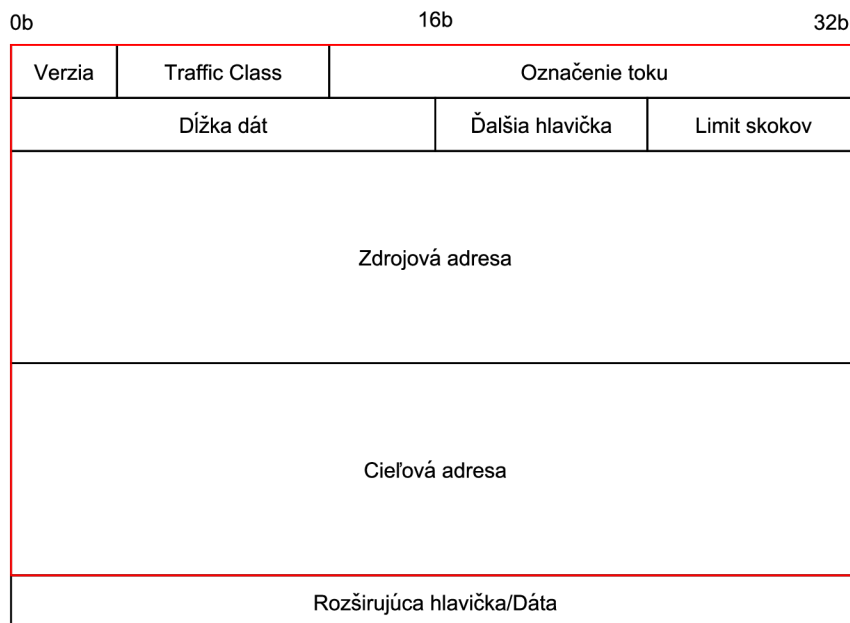 0b 16b 32b
Verzia Traffic Class Označenie toku
Dĺžka dát Ďalšia hlavička Limit skokov
Zdrojová adresa
Cieľová adresa
Rozširujúca hlavička/Dáta